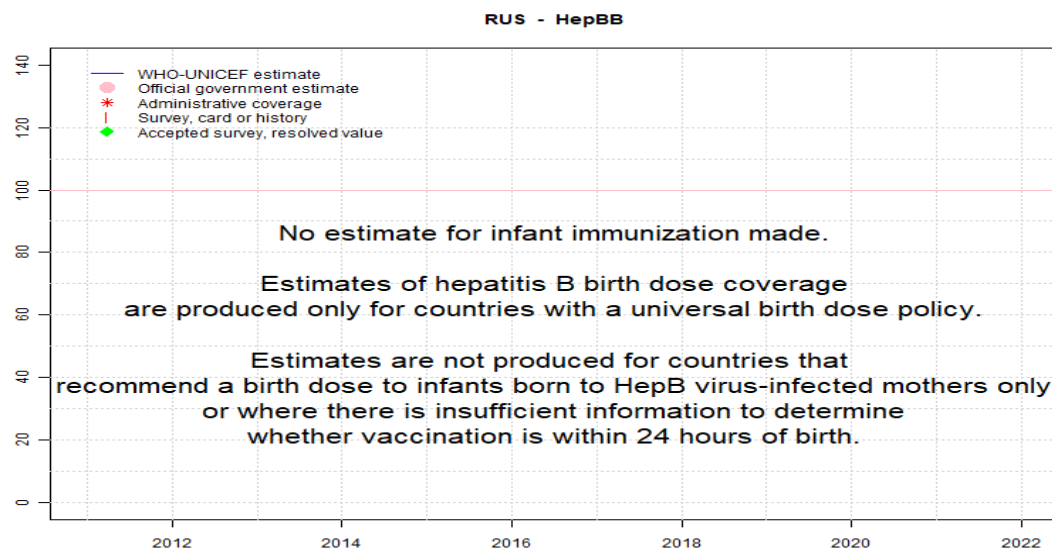 RUS - HepBB
140
120
100
80
60
40
20
0
WHO-UNICEF estimate
Official government estimate
Administrative coverage
Survey, card or history
Accepted survey, resolved value
No estimate for infant immunization made.
Estimates of hepatitis B birth dose coverage
are produced only for countries with a universal birth dose policy.
Estimates are not produced for countries that
recommend a birth dose to infants born to HepB virus-infected mothers only
or where there is insufficient information to determine
whether vaccination is within 24 hours of birth.
2012 2014 2016 2018 2020 2022